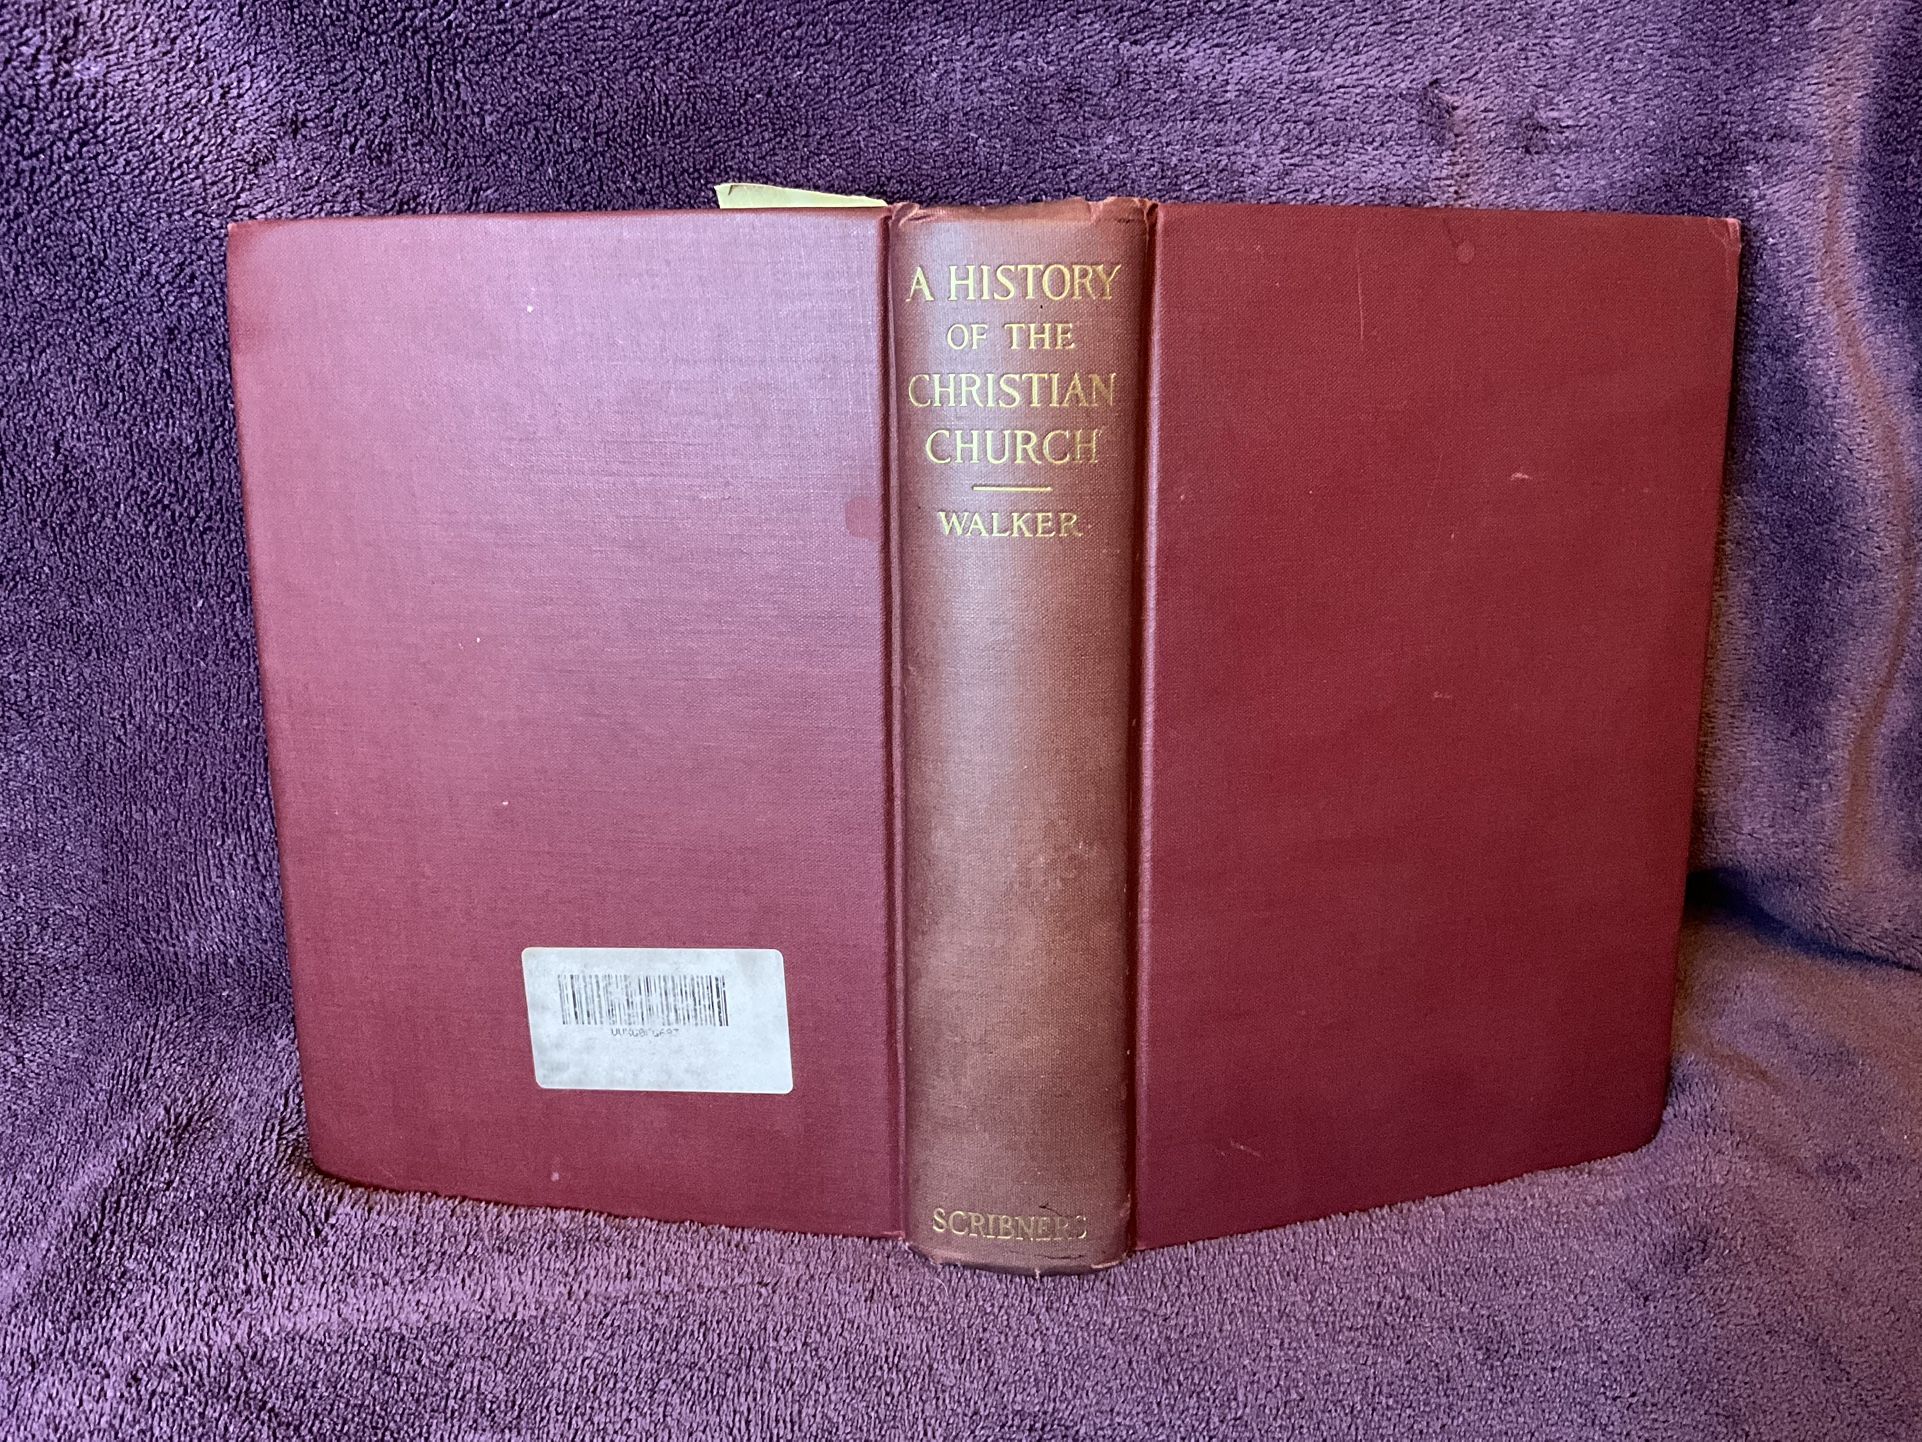 A HISTORY
OF THE
CHRISTIAN
CHURCH
WALKER
SCRIBNERS